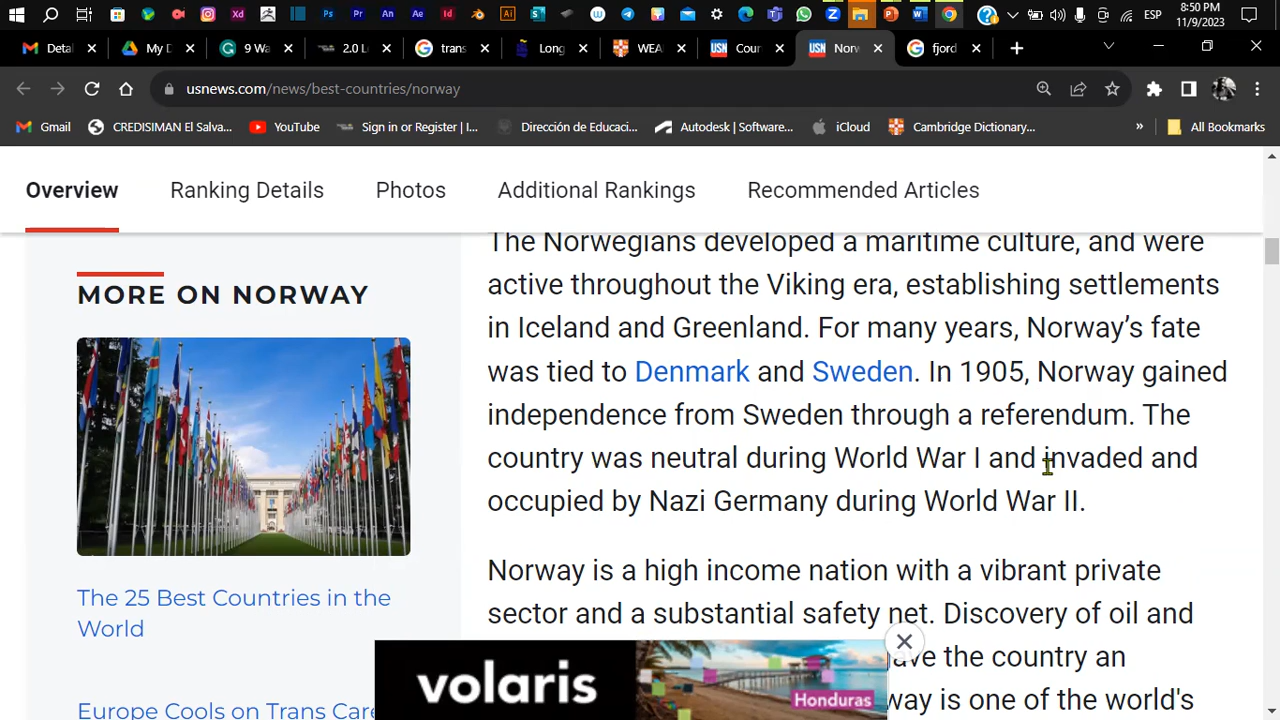 8:50 PM
ESP
11/9/2023
Detal
My D
9 Wa
2.0 L
trans
Long
WEA
Cour
Norw
fjord
usnews.com/news/best-countries/norway
Gmail
CREDISIMAN El Salva...
YouTube
Sign in or Register | I...
Dirección de Educaci...
Autodesk | Software...
iCloud
Cambridge Dictionary...
»
All Bookmarks
Overview
Ranking Details
Photos
Additional Rankings
Recommended Articles
MORE ON NORWAY
The 25 Best Countries in the
World
Europe Cools on Trans Care
The Norwegians developed a maritime culture, and were
active throughout the Viking era, establishing settlements
in Iceland and Greenland. For many years, Norway’s fate
was tied to Denmark and Sweden. In 1905, Norway gained
independence from Sweden through a referendum. The
country was neutral during World War I and invaded and
occupied by Nazi Germany during World War II.
Norway is a high income nation with a vibrant private
sector and a substantial safety net. Discovery of oil and
the country an
is one of the world's
volaris
Honduras